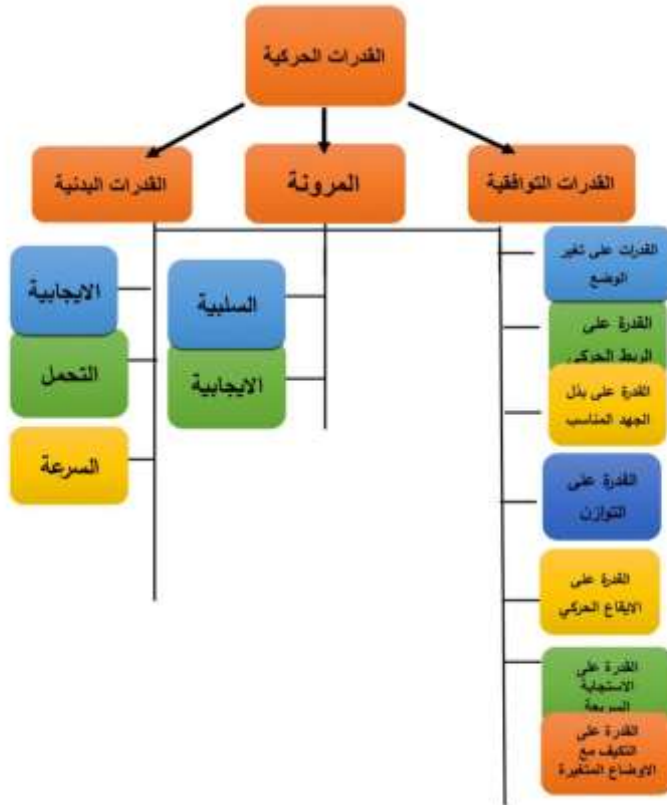 القدرات الحركية
القدرات التوافقية
المرونة
القدرات البدنية
القدرات على تغير
الوضع
القدرة على
الربط الحركي
القدرة على بذل
الجهد المناسب
القدرة على
التوازن
القدرة على
الايقاع الحركي
القدرة على
الاستجابة
السريعة
القدرة على
التكيف مع
الاوضاع المتغيرة
السلبية
الايجابية
الايجابية
التحمل
السرعة